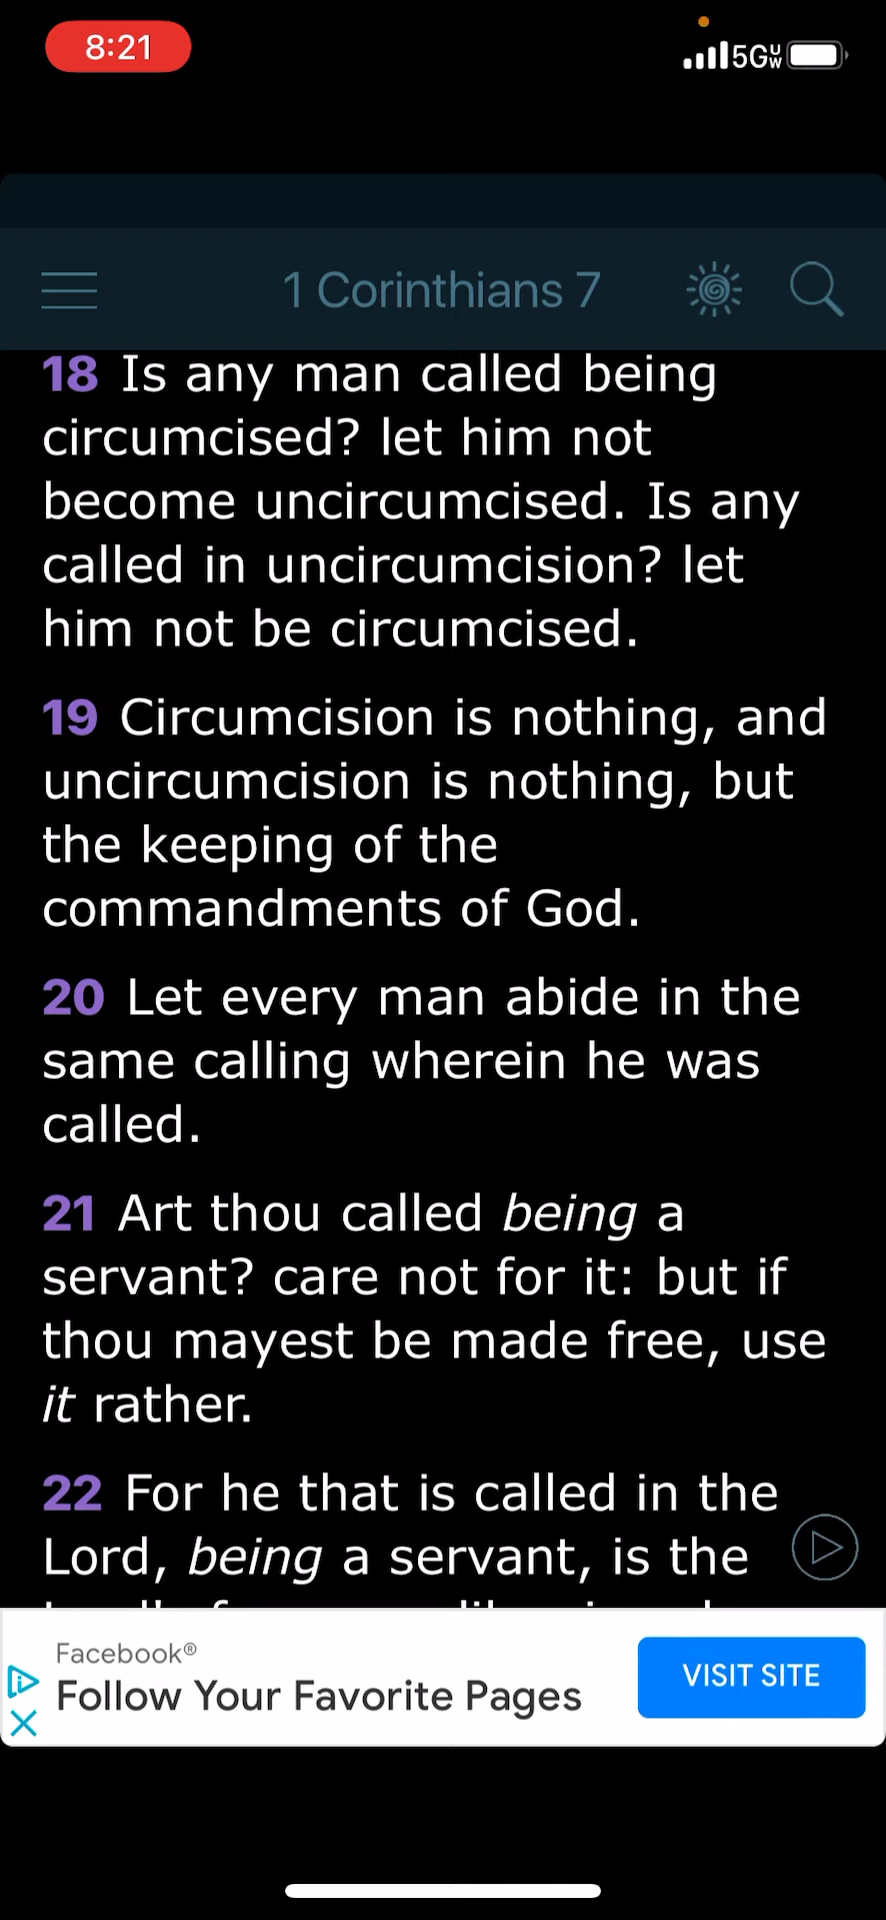 8:21
5GUW
1 Corinthians 7
18 Is any man called being
circumcised? let him not
become uncircumcised. Is any
called in uncircumcision? let
him not be circumcised.
19 Circumcision is nothing, and
uncircumcision is nothing, but
the keeping of the
commandments of God.
20 Let every man abide in the
same calling wherein he was
called.
21 Art thou called being a
servant? care not for it: but if
thou mayest be made free, use
it rather.
22 For he that is called in the
Lord, being a servant, is the
Facebook®
Follow Your Favorite Pages
VISIT SITE